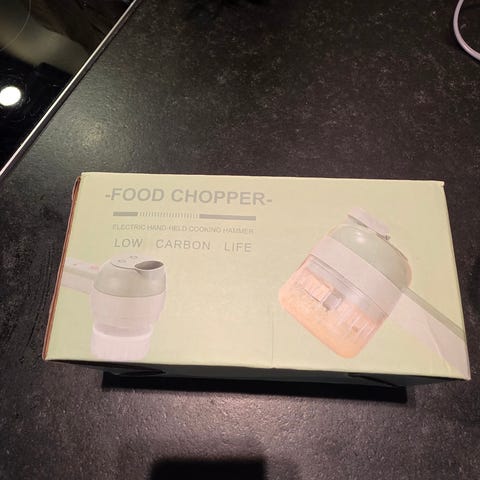 -FOOD CHOPPER-
ELECTRIC HAND-HELD COOKING HAMMER
LOW CARBON LIFE